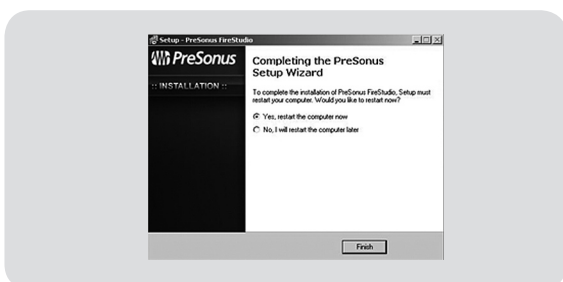 Setup - PreSonus FireStudio
PreSonus
:: INSTALLATION ::
Completing the PreSonus
Setup Wizard
To complete the installation of PreSonus FireStudio, Setup must
restart your computer. Would you like to restart now?
Yes, restart the computer now
No, I will restart the computer later
Finish